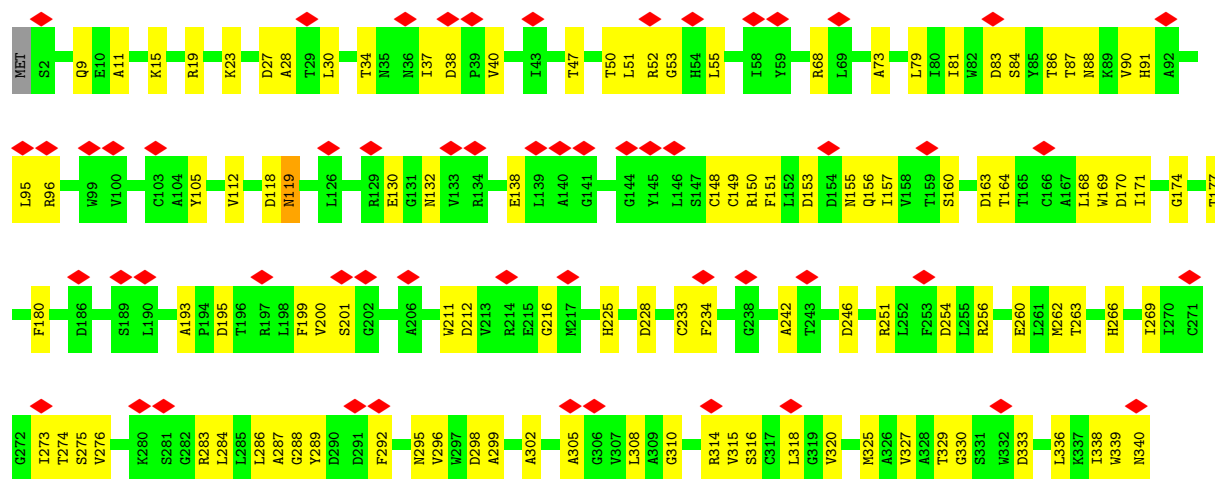 MET S2 Q9 E10 A11 K15 R19 K23 D27 A28 T29 L30 T34 N35 N36 I37 D38 P39 V40 I43 T47 T50 L51 R52 G53 H54 L55 I58 Y59 R68 L69 A73 L79 I80 I81 W82 D83 S84 Y85 T86 T87 N88 K89 V90 H91 A92
L95 R96 W99 V100 C103 A104 Y105 V112 D118 N119 L126 R129 E130 G131 N132 V133 R134 E138 L139 A140 G141 G144 Y145 L146 S147 C148 C149 R150 F151 L152 D153 D154 N155 Q156 I157 V158 T159 S160 D163 T164 T165 C166 A167 L168 W169 D170 I171 G174 T177
F180 D186 S189 L190 A193 P194 D195 T196 R197 L198 F199 V200 S201 G202 A206 W211 D212 V213 R214 E215 G216 M217 H225 D228 C233 F234 G238 A242 T243 D246 R251 L252 F253 D254 L255 R256 E260 L261 M262 T263 H266 I269 I270 C271
G272 I273 T274 S275 V276 K280 S281 G282 R283 L284 L285 L286 A287 G288 Y289 D290 D291 F292 N295 V296 W297 D298 A299 A302 A305 G306 V307 L308 A309 G310 R314 V315 S316 C317 L318 G319 V320 M325 A326 V327 A328 T329 G330 S331 W332 D333 L336 K337 I338 W339 N340